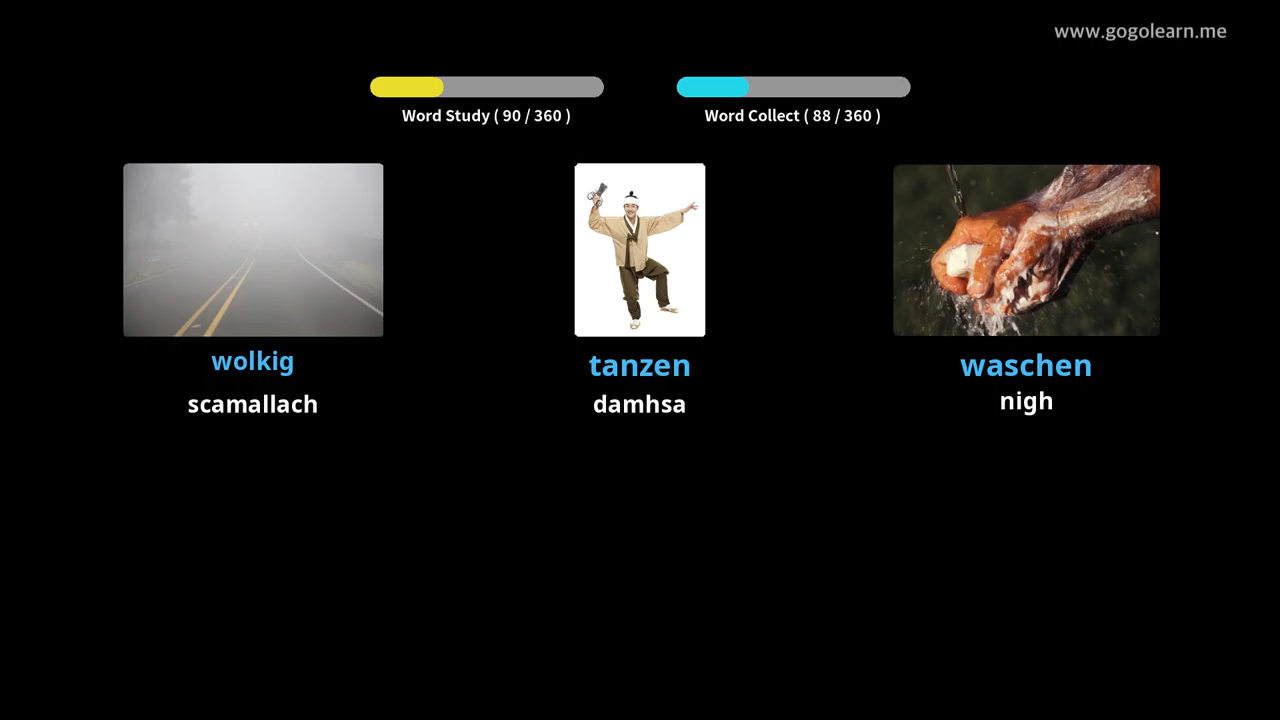 www.gogolearn.me
Word Study ( 90 / 360 )
Word Collect ( 88 / 360 )
wolkig
tanzen
waschen
scamallach
damhsa
nigh